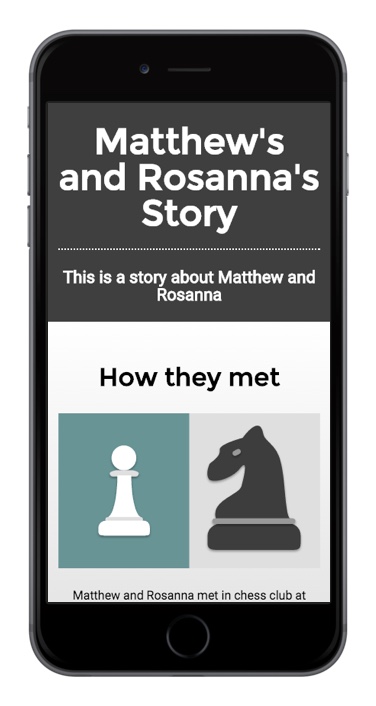 Matthew's
and Rosanna's
Story
This is a story about Matthew and
Rosanna
How they met
Matthew and Rosanna met in chess club at